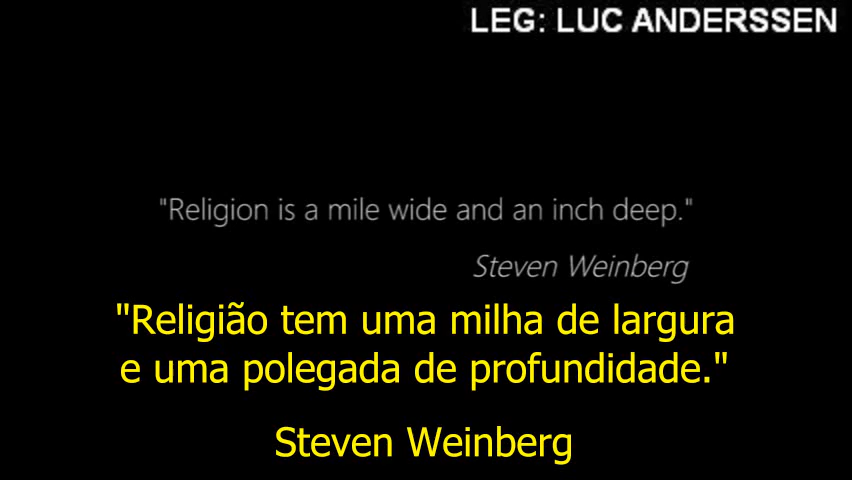 LEG: LUC ANDERSSEN
"Religion is a mile wide and an inch deep."
Steven Weinberg
"Religião tem uma milha de largura
e uma polegada de profundidade."
Steven Weinberg